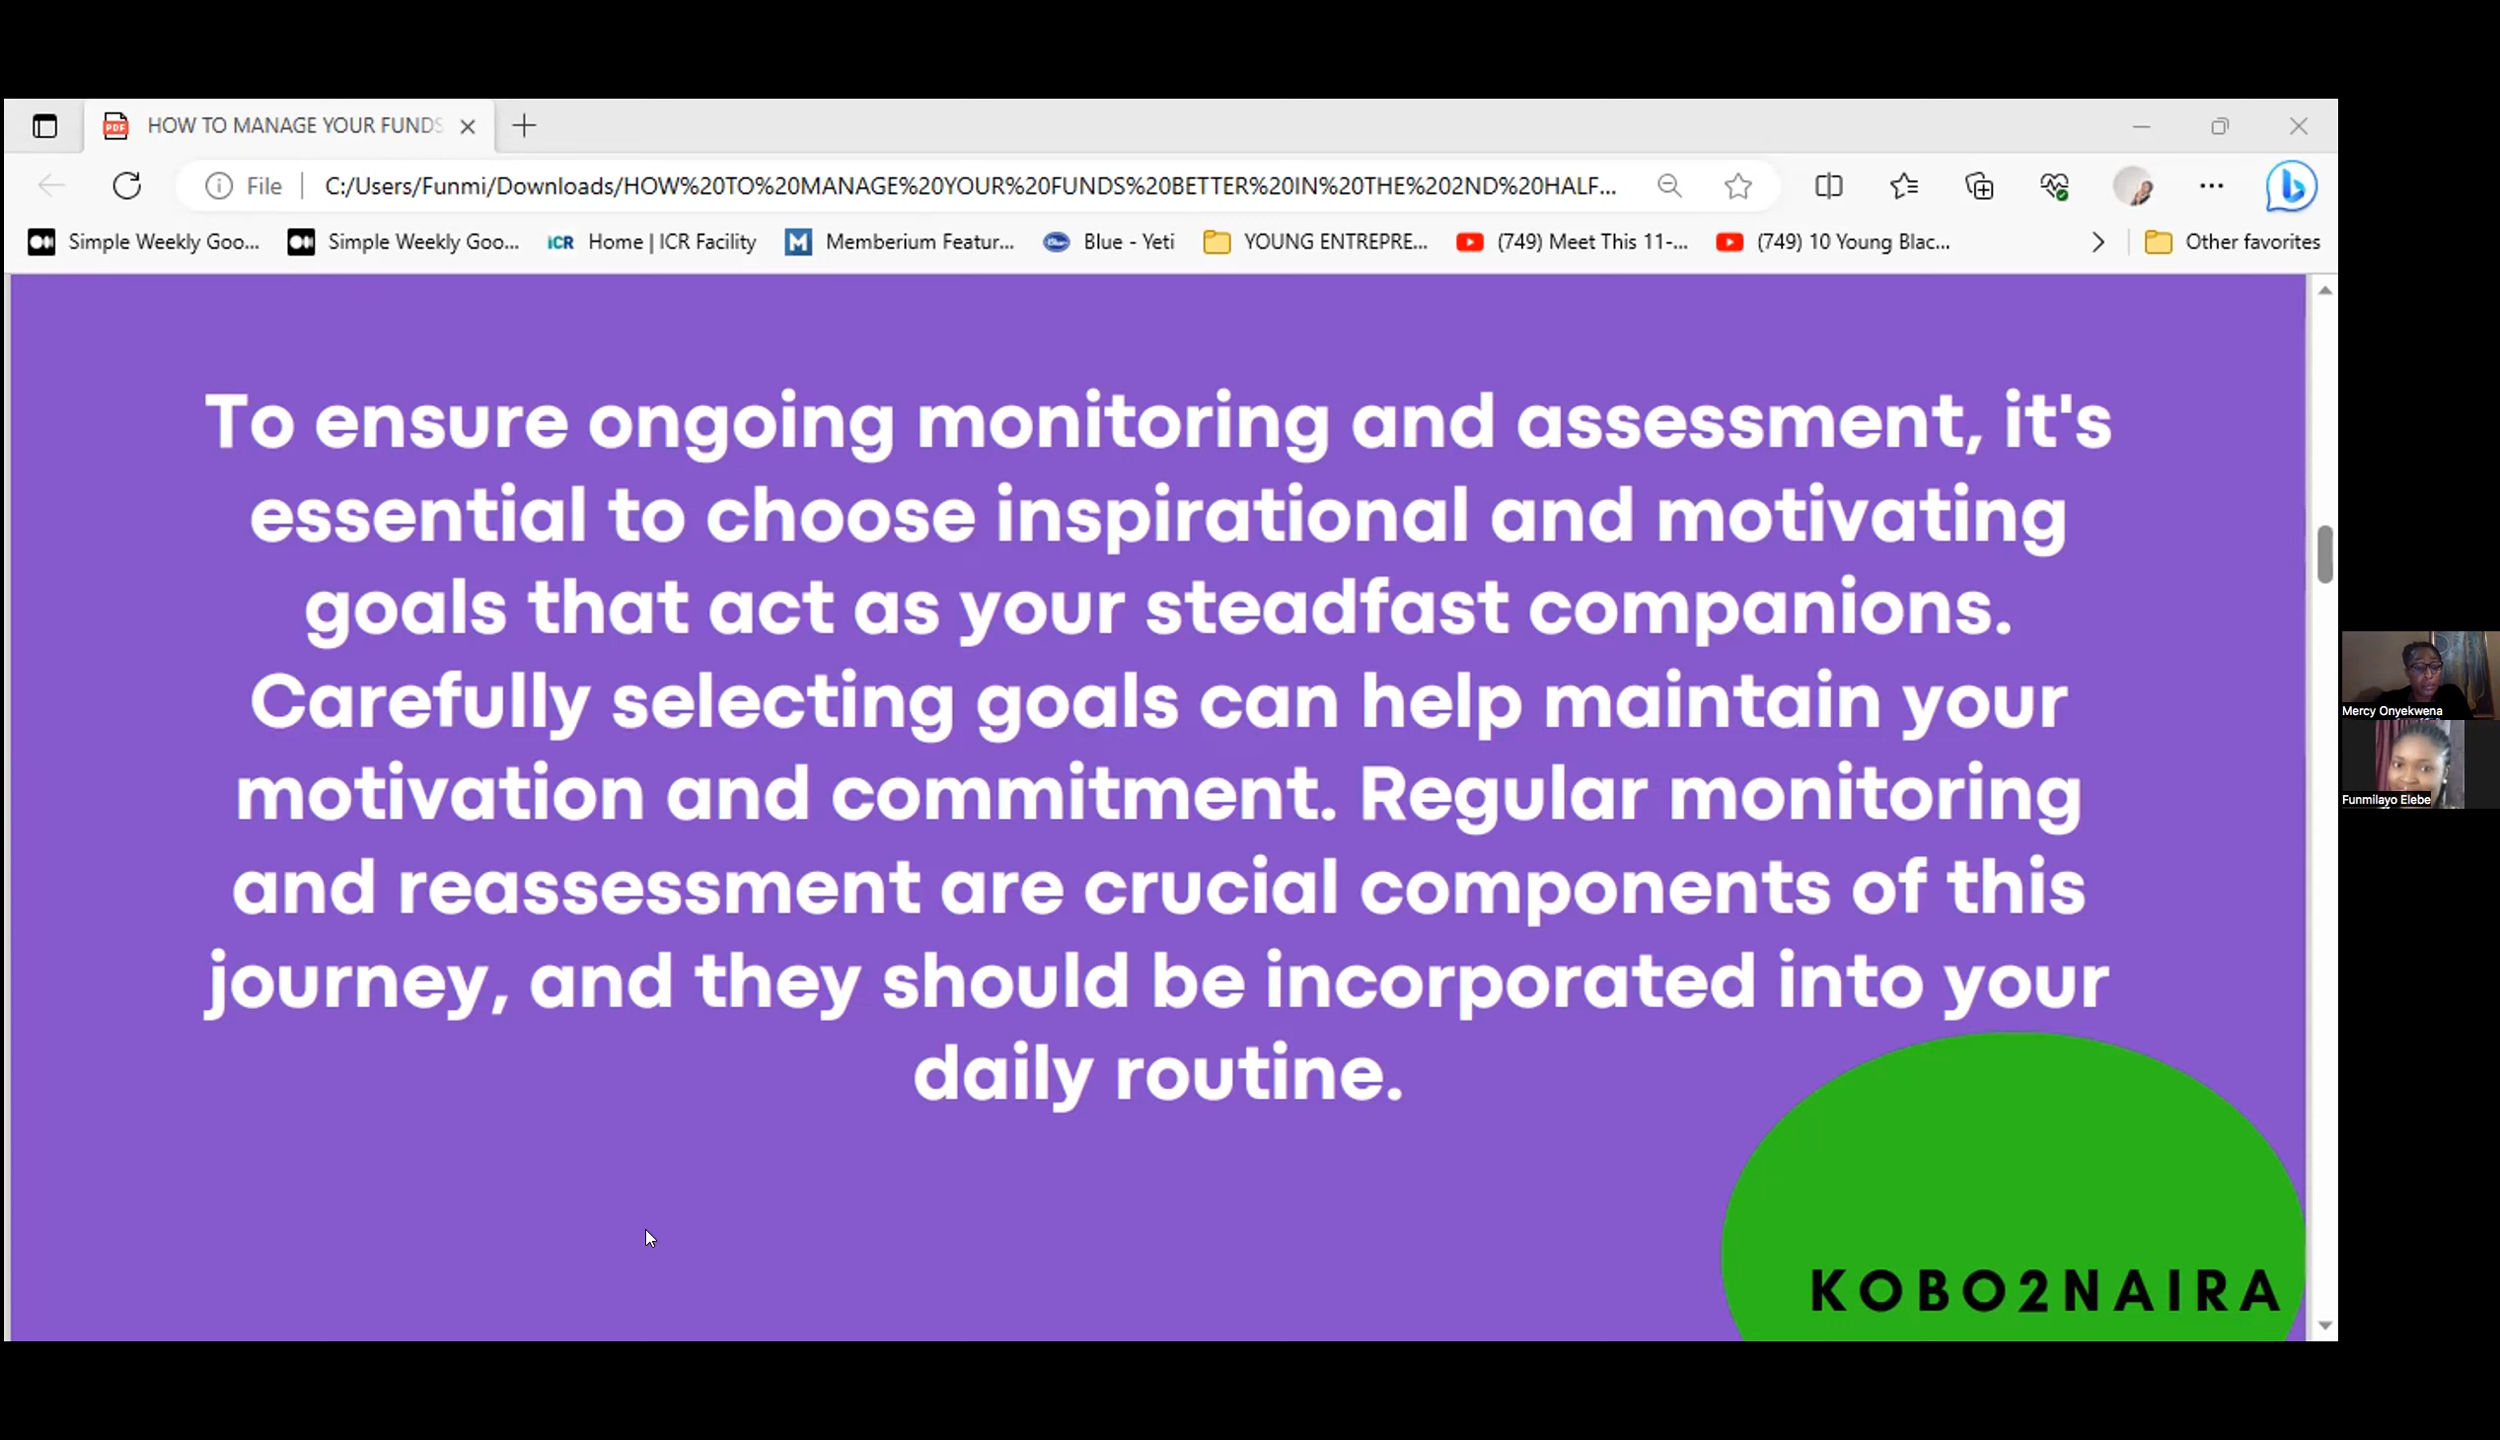 HOW TO MANAGE YOUR FUNDS
File
C:/Users/Funmi/Downloads/HOW%20TO%20MANAGE%20YOUR%20FUNDS%20BETTER%20IN%20THE%202ND%20HALF...
Simple Weekly Goo...
Simple Weekly Goo...
iCR
Home | ICR Facility
M
Memberium Featur...
Blue - Yeti
YOUNG ENTREPRE...
(749) Meet This 11-...
(749) 10 Young Blac...
Other favorites
To ensure ongoing monitoring and assessment, it's
essential to choose inspirational and motivating
goals that act as your steadfast companions.
Carefully selecting goals can help maintain your
motivation and commitment. Regular monitoring
and reassessment are crucial components of this
journey, and they should be incorporated into your
daily routine.
KOBO2NAIRA
Mercy Onyekwena
Funmilayo Elebe